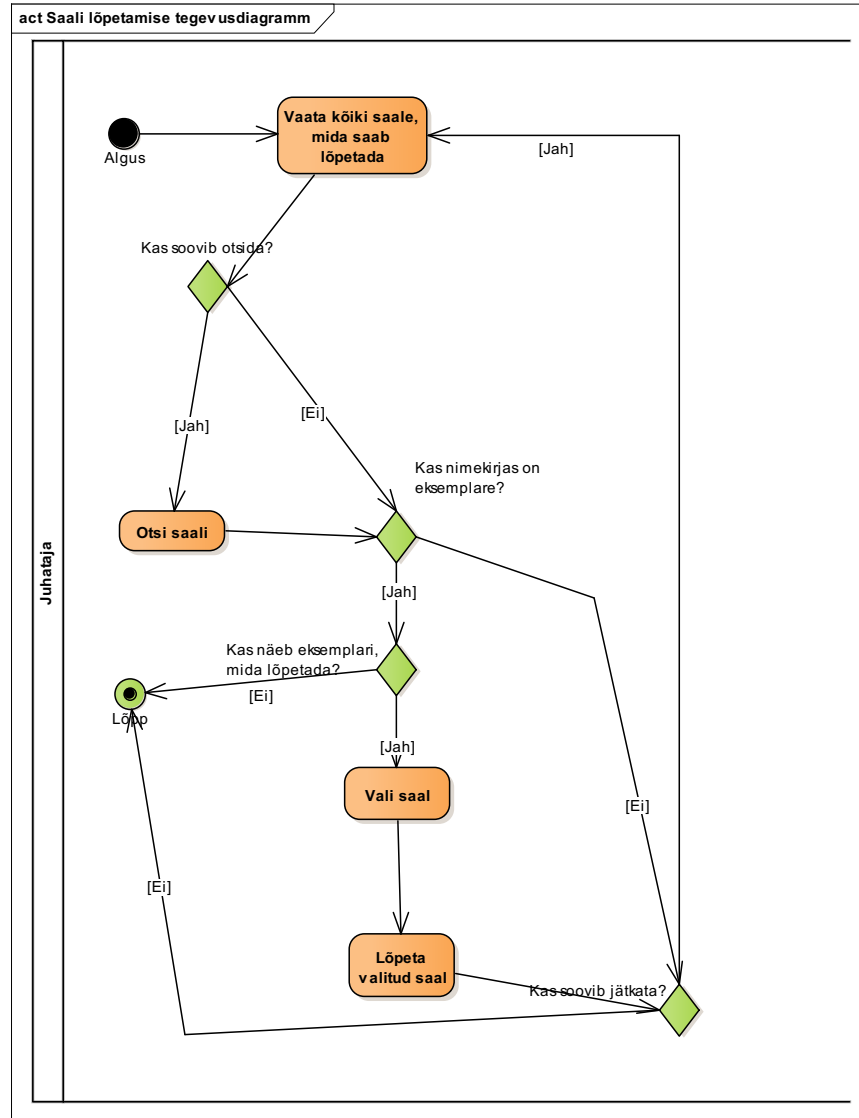 act Saali lõpetamise tegevusdiagramm
Juhataja
Algus
Vaata kõiki saale,
mida saab
lõpetada
[Jah]
Kas soovib otsida?
[Jah]
[Ei]
Kas nimekirjas on
eksemplare?
Otsi saali
[Jah]
Kas näeb eksemplari,
mida lõpetada?
[Ei]
Lõpp
[Jah]
Vali saal
[Ei]
[Ei]
Lõpeta
valitud saal
Kas soovib jätkata?